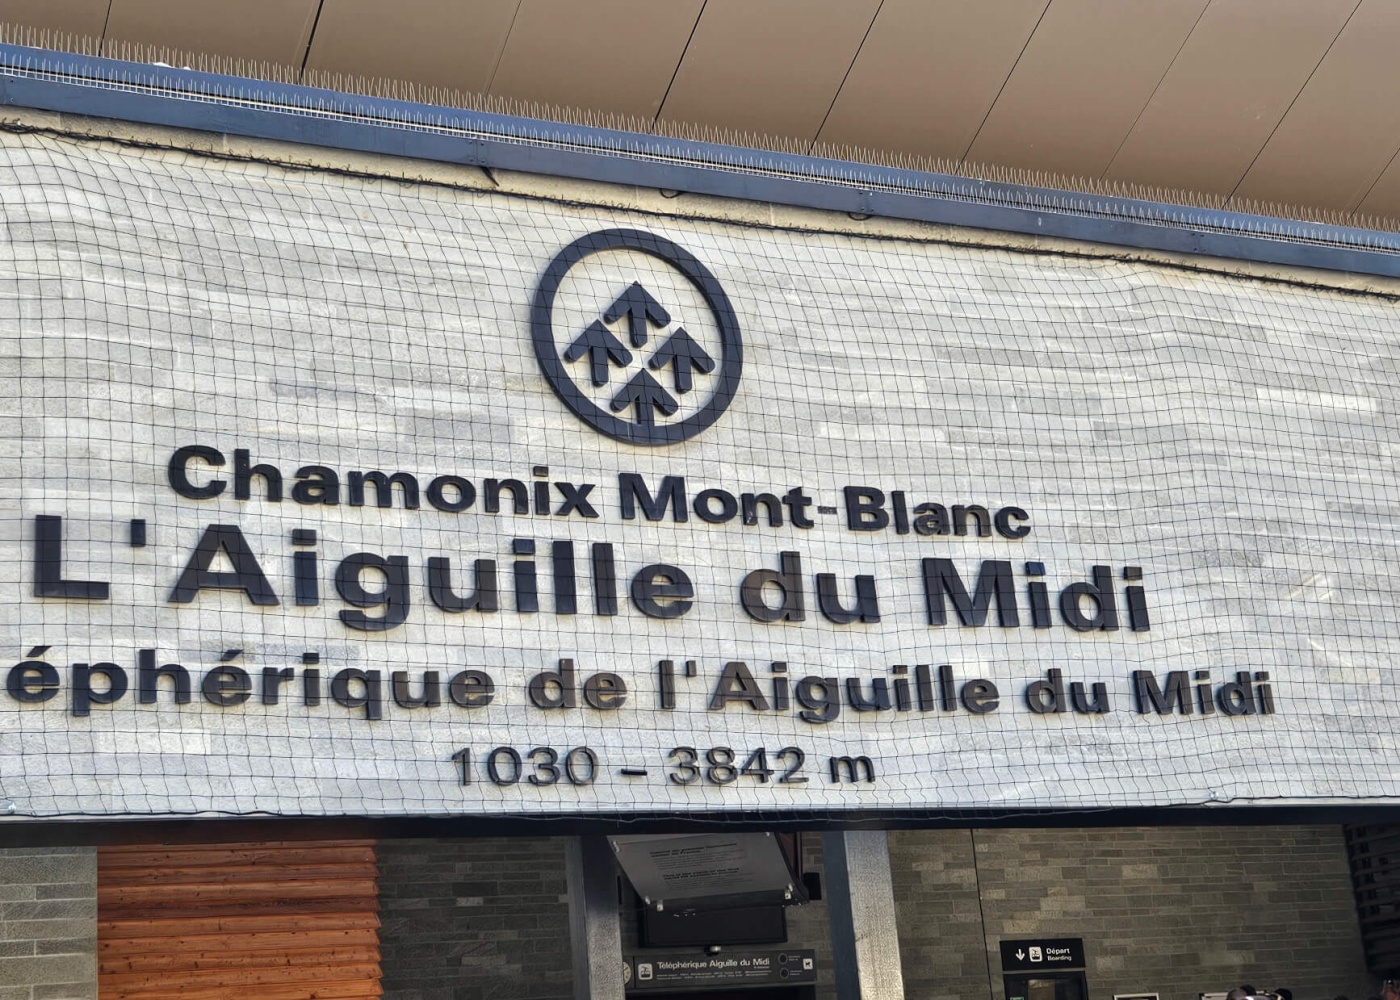 Chamonix Mont-Blanc
L'Aiguille du Midi
éphérique de l'Aiguille du Midi
1030 – 3842 m
Téléphérique Aiguille du Midi
Départ
Boarding